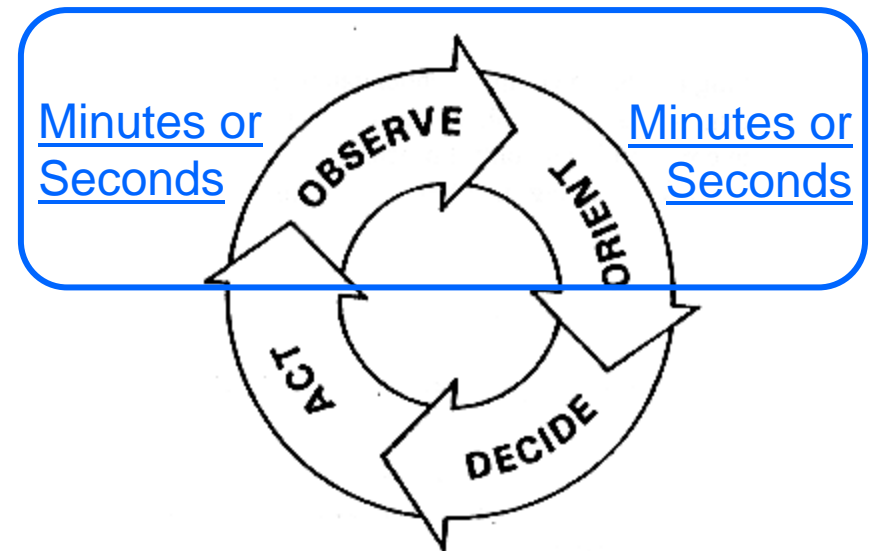 Minutes or
Seconds
OBSERVE
Minutes or
Seconds
ORIENT
DECIDE
ACT